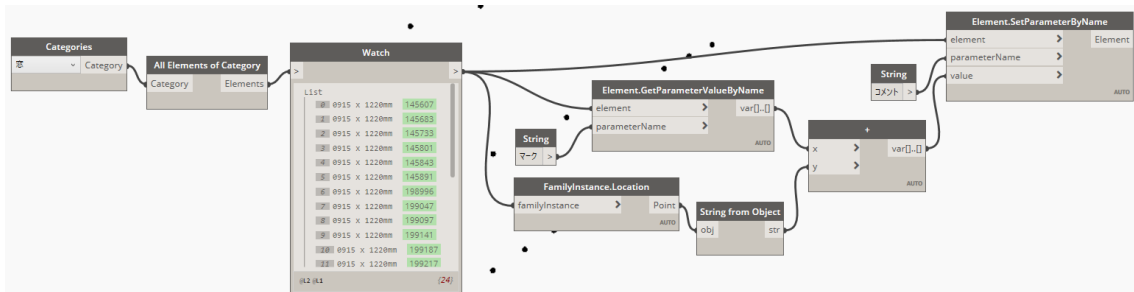 Categories
窓
Category
All Elements of Category
Category
Elements
Watch
>
>
List
0 0915 x 1220mm 145607
1 0915 x 1220mm 145683
2 0915 x 1220mm 145733
3 0915 x 1220mm 145801
4 0915 x 1220mm 145843
5 0915 x 1220mm 145891
6 0915 x 1220mm 198996
7 0915 x 1220mm 199047
8 0915 x 1220mm 199097
9 0915 x 1220mm 199141
10 0915 x 1220mm 199187
11 0915 x 1220mm 199217
@L2 @L1
{24}
String
マーク >
Element.GetParameterValueByName
element > var[]..[]
parameterName >
AUTO
FamilyInstance.Location
familyInstance > Point
AUTO
String from Object
obj str
+
x > var[]..[]
y >
AUTO
String
コメント >
Element.SetParameterByName
element > Element
parameterName >
value >
AUTO